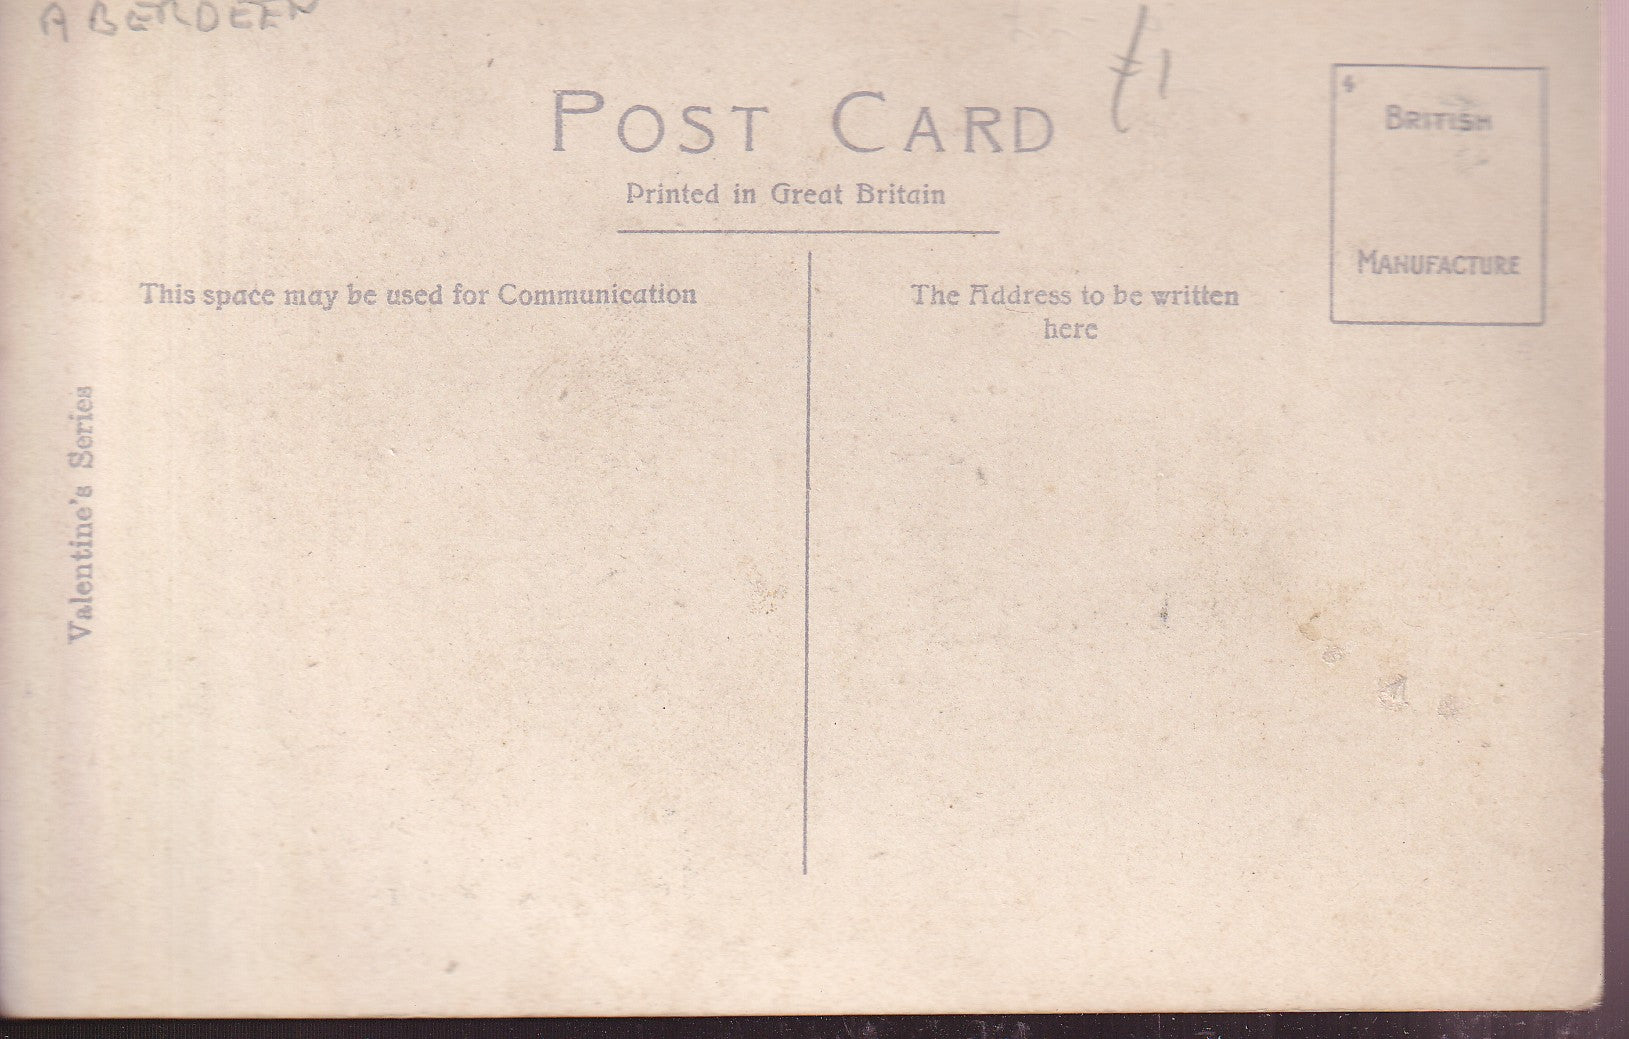 ABERDEEN
£1
POST CARD
Printed in Great Britain
4
BRITISH
MANUFACTURE
This space may be used for Communication
The Address to be written
here
Valentine's Series